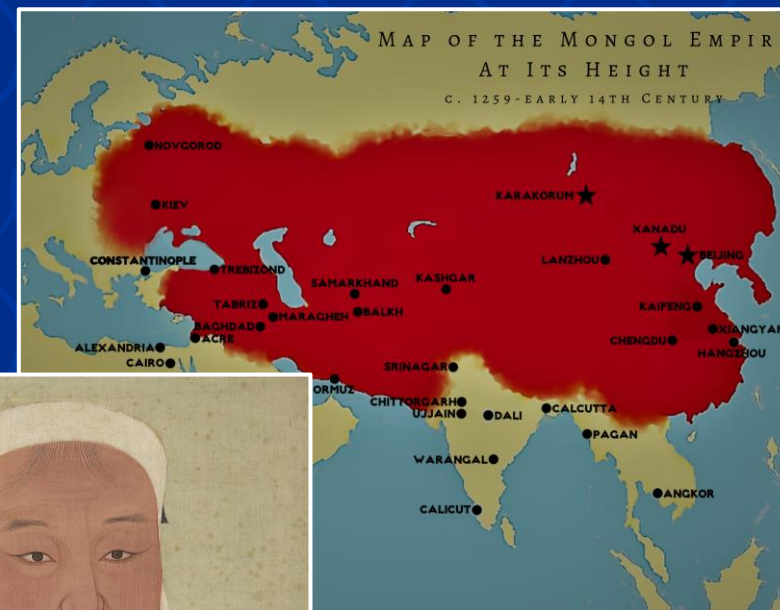 MAP OF THE MONGOL EMPIR
AT ITS HEIGHT
C. 1259-EARLY 14TH CENTURY
NOVGOROD
KARAKORUM
KIEV
XANADU
CONSTANTINOPLE
LANZHOU
BEIJING
TREBIZOND
SAMARKHAND
KASHGAR
TABRIZ
BALKH
KAIFENG
MARAGHEH
BAGHDAD
XIANGYAN
ACRE
CHENGDU
ALEXANDRIA
HANGZHOU
CAIRO
SRINAGAR
ORMUZ
CHITTORGARH
CALCUTTA
UJJAIN
DALI
PAGAN
WARANGAL
ANGKOR
CALICUT